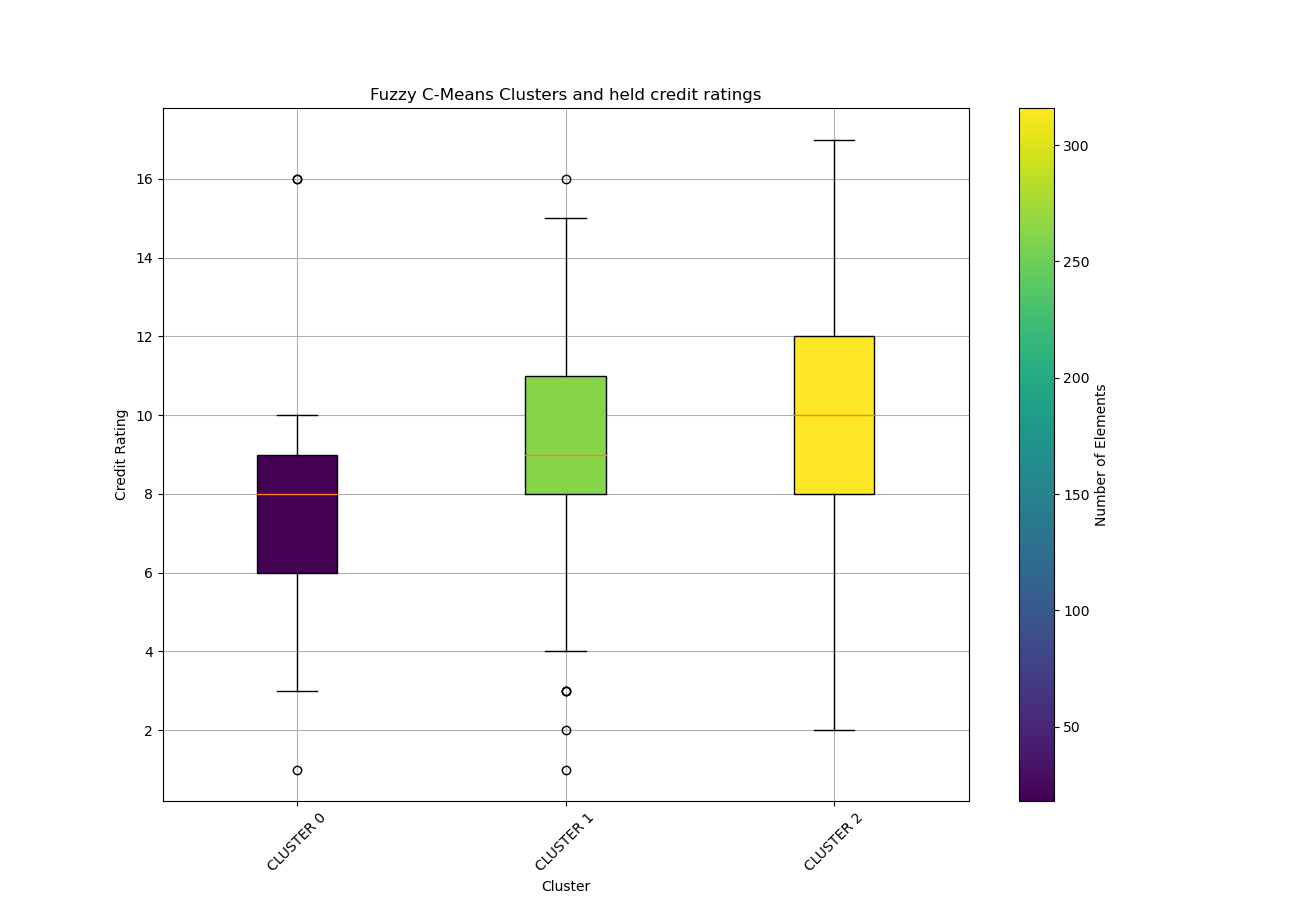 Fuzzy C-Means Clusters and held credit ratings
Credit Rating
16
14
12
10
8
6
4
2
CLUSTER 0
CLUSTER 1
CLUSTER 2
Cluster
300
250
200
150
100
50
Number of Elements